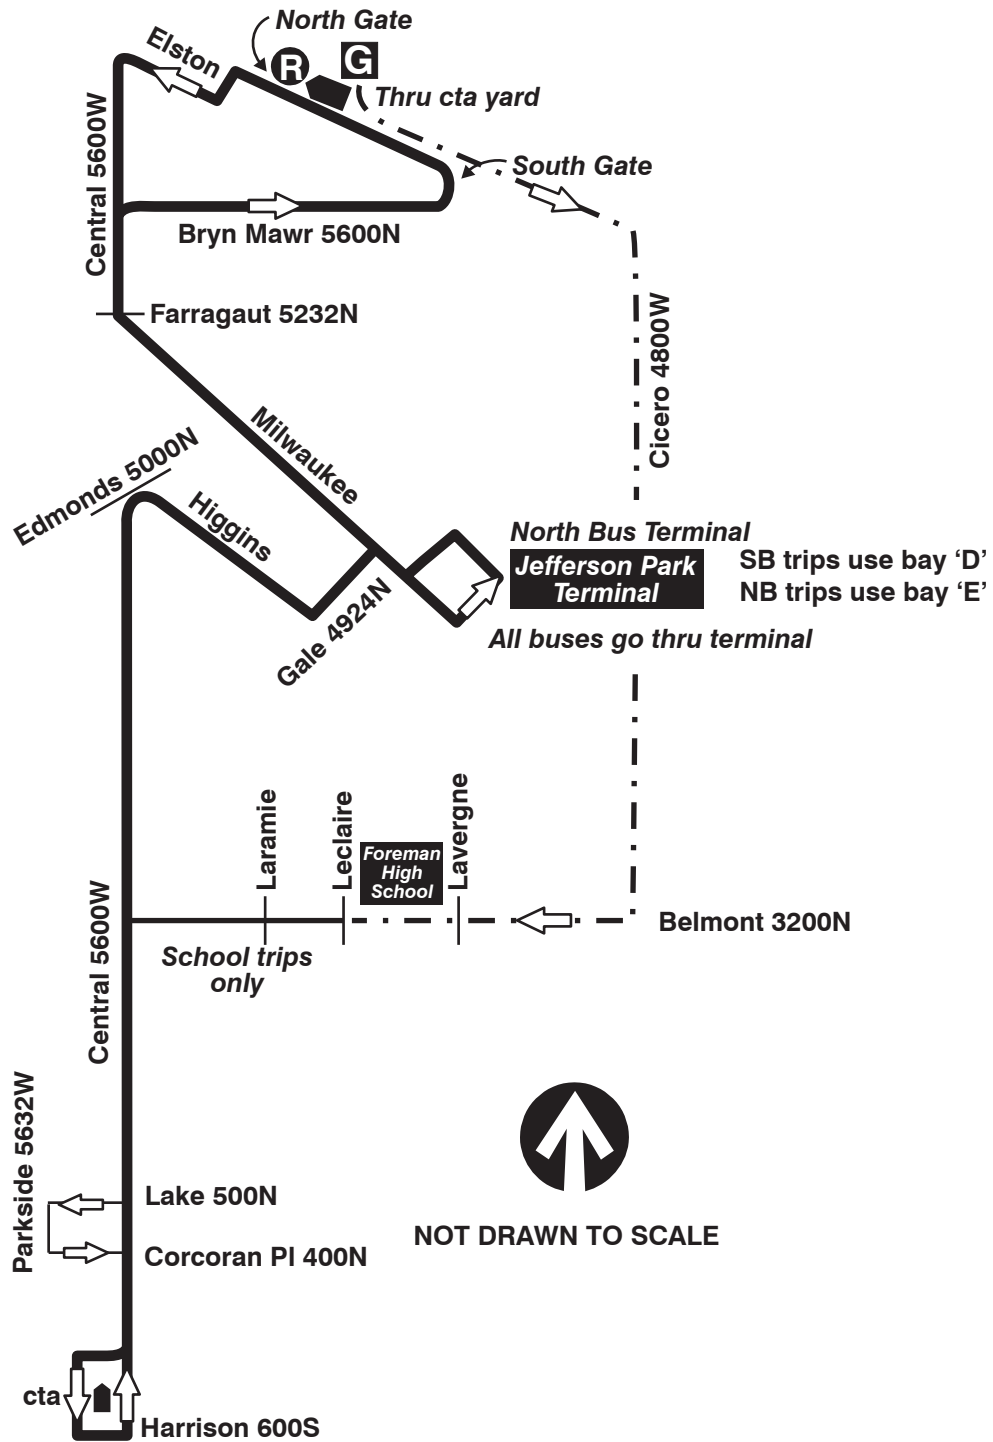 North Gate
Elston
R
G
Thru cta yard
South Gate
Central 5600W
Bryn Mawr 5600N
Farragaut 5232N
Cicero 4800W
Milwaukee
Edmonds 5000N
Higgins
North Bus Terminal
Jefferson Park
Terminal
SB trips use bay ‘D’
NB trips use bay ‘E’
Gale 4924N
All buses go thru terminal
Laramie
Leclaire
Foreman
High
School
Lavergne
Belmont 3200N
School trips
only
Central 5600W
Parkside 5632W
Lake 500N
Corcoran Pl 400N
NOT DRAWN TO SCALE
cta
Harrison 600S